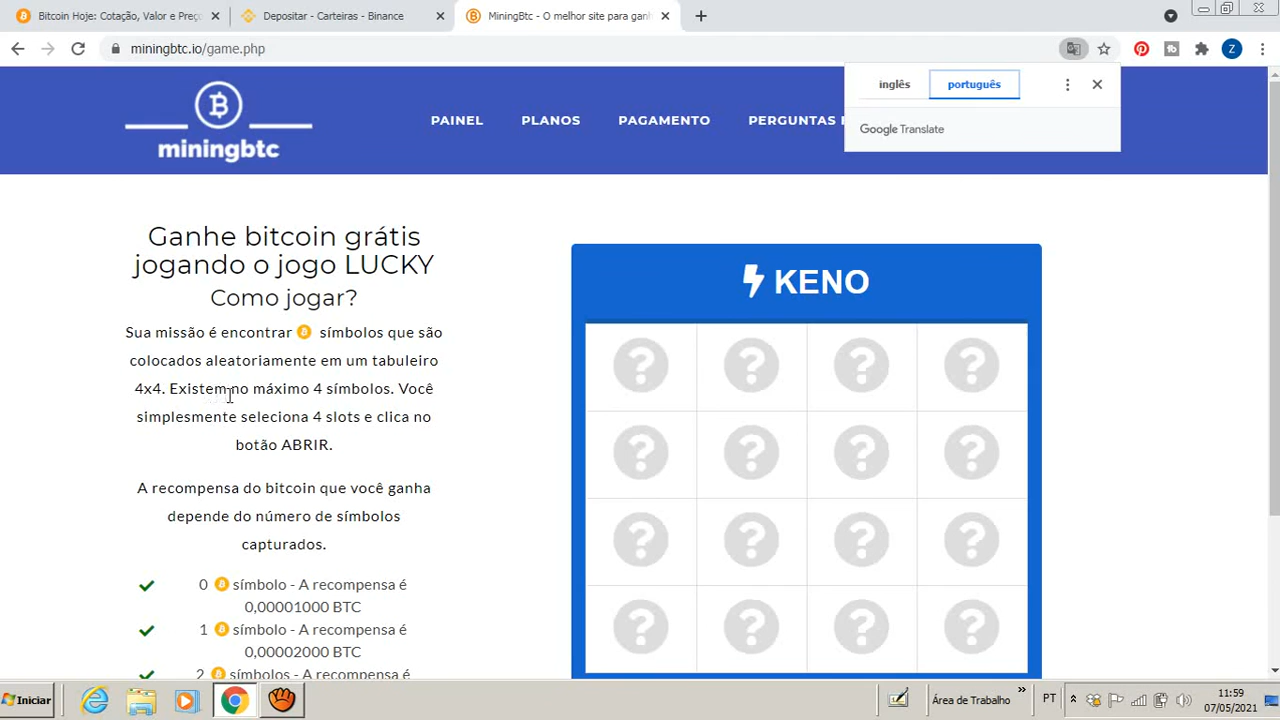 Bitcoin Hoje: Cotação, Valor e Preço
Depositar - Carteiras - Binance
MiningBtc - O melhor site para ganh
miningbtc.io/game.php
Z
inglês
português
Google Translate
miningbtc
PAINEL
PLANOS
PAGAMENTO
PERGUNTAS
Ganhe bitcoin grátis
jogando o jogo LUCKY
Como jogar?
Sua missão é encontrar símbolos que são
colocados aleatoriamente em um tabuleiro
4x4. Existem no máximo 4 símbolos. Você
simplesmente seleciona 4 slots e clica no
botão ABRIR.
A recompensa do bitcoin que você ganha
depende do número de símbolos
capturados.
0 símbolo - A recompensa é
0,00001000 BTC
1 símbolo - A recompensa é
0,00002000 BTC
2 símbolos - A recompensa é
KENO
? ? ? ?
? ? ? ?
? ? ? ?
? ? ? ?
Iniciar
Área de Trabalho
»
PT
11:59
07/05/2021